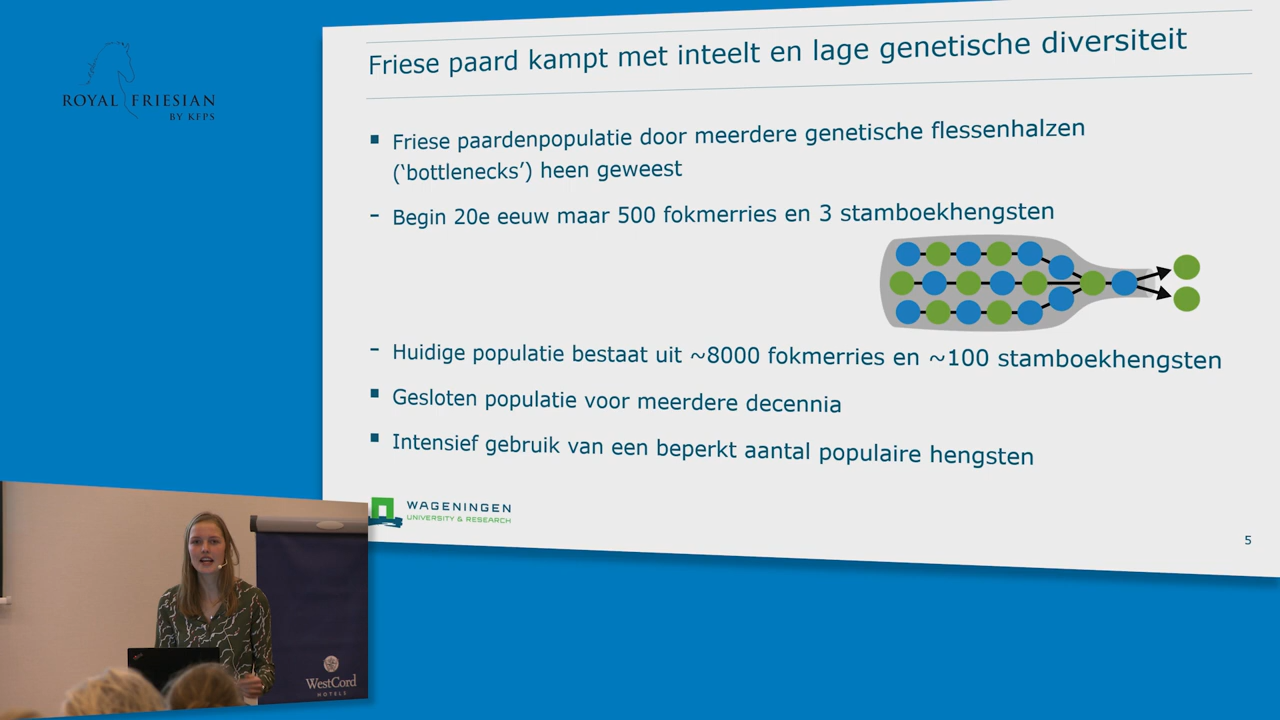 ROYAL FRIESIAN
BY KFPS
Friese paard kampt met inteelt en lage genetische diversiteit
▪ Friese paardenpopulatie door meerdere genetische flessenhalzen
(‘bottlenecks’) heen geweest
- Begin 20e eeuw maar 500 fokmerries en 3 stamboekhengsten
- Huidige populatie bestaat uit ~8000 fokmerries en ~100 stamboekhengsten
▪ Gesloten populatie voor meerdere decennia
▪ Intensief gebruik van een beperkt aantal populaire hengsten
WAGENINGEN
UNIVERSITY & RESEARCH
5
WestCord
HOTELS